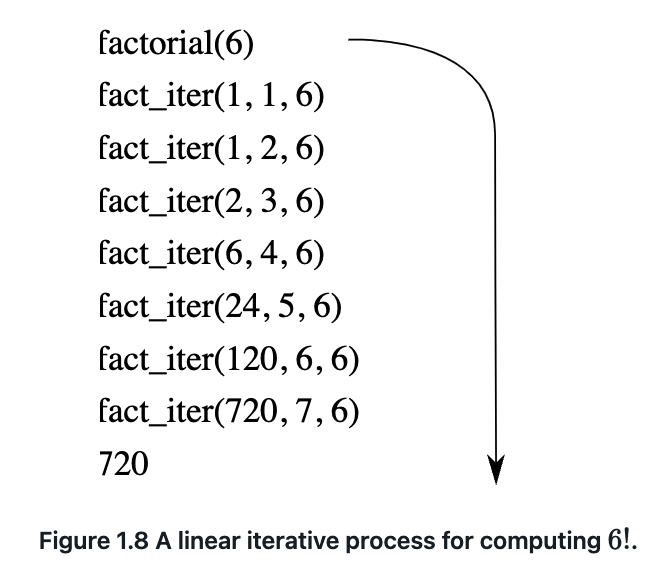 factorial(6)
fact_iter(1, 1, 6)
fact_iter(1, 2, 6)
fact_iter(2, 3, 6)
fact_iter(6, 4, 6)
fact_iter(24, 5, 6)
fact_iter(120, 6, 6)
fact_iter(720, 7, 6)
720
Figure 1.8 A linear iterative process for computing 6!.